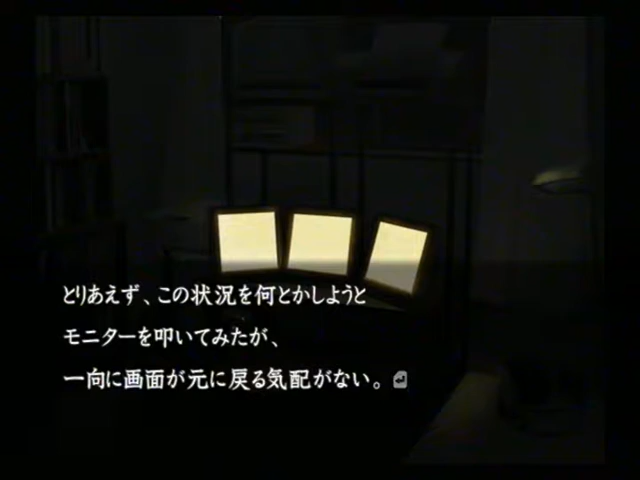 とりあえず、この状況を何とかしようと
モニターを叩いてみたが、
一向に画面が元に戻る気配がない。